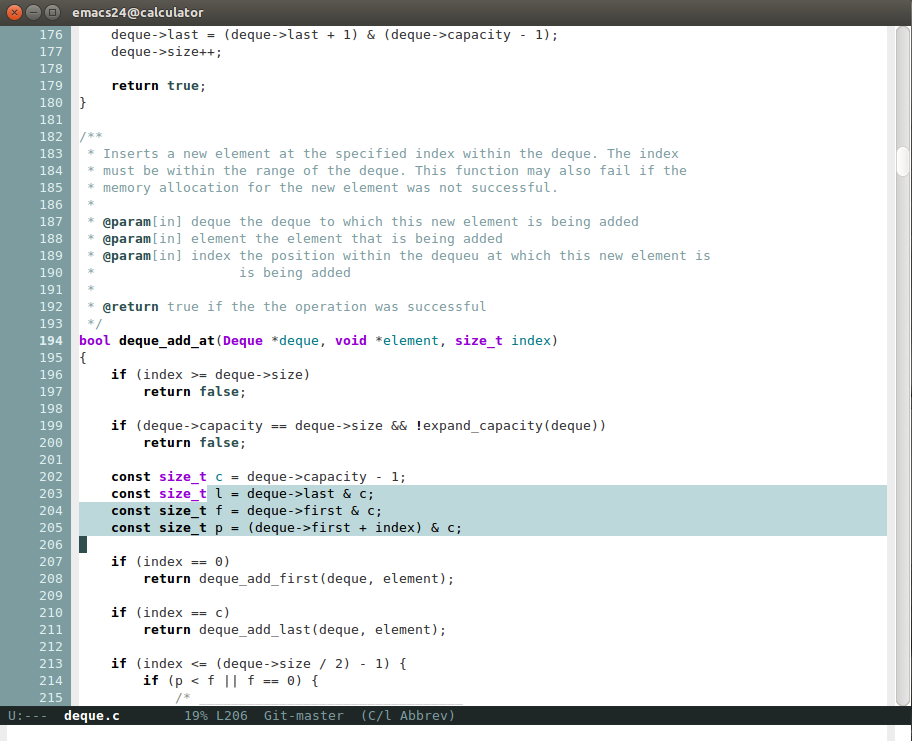 emacs24@calculator
176     deque->last = (deque->last + 1) & (deque->capacity - 1);
177     deque->size++;
178
179     return true;
180 }
181
182 /**
183  * Inserts a new element at the specified index within the deque. The index
184  * must be within the range of the deque. This function may also fail if the
185  * memory allocation for the new element was not successful.
186  *
187  * @param[in] deque the deque to which this new element is being added
188  * @param[in] element the element that is being added
189  * @param[in] index the position within the dequeu at which this new element is
190  *                  is being added
191  *
192  * @return true if the the operation was successful
193  */
194 bool deque_add_at(Deque *deque, void *element, size_t index)
195 {
196     if (index >= deque->size)
197         return false;
198
199     if (deque->capacity == deque->size && !expand_capacity(deque))
200         return false;
201
202     const size_t c = deque->capacity - 1;
203     const size_t l = deque->last & c;
204     const size_t f = deque->first & c;
205     const size_t p = (deque->first + index) & c;
206
207     if (index == 0)
208         return deque_add_first(deque, element);
209
210     if (index == c)
211         return deque_add_last(deque, element);
212
213     if (index <= (deque->size / 2) - 1) {
214         if (p < f || f == 0) {
215             /* _________________________________
U:---  deque.c        19% L206  Git-master  (C/l Abbrev)